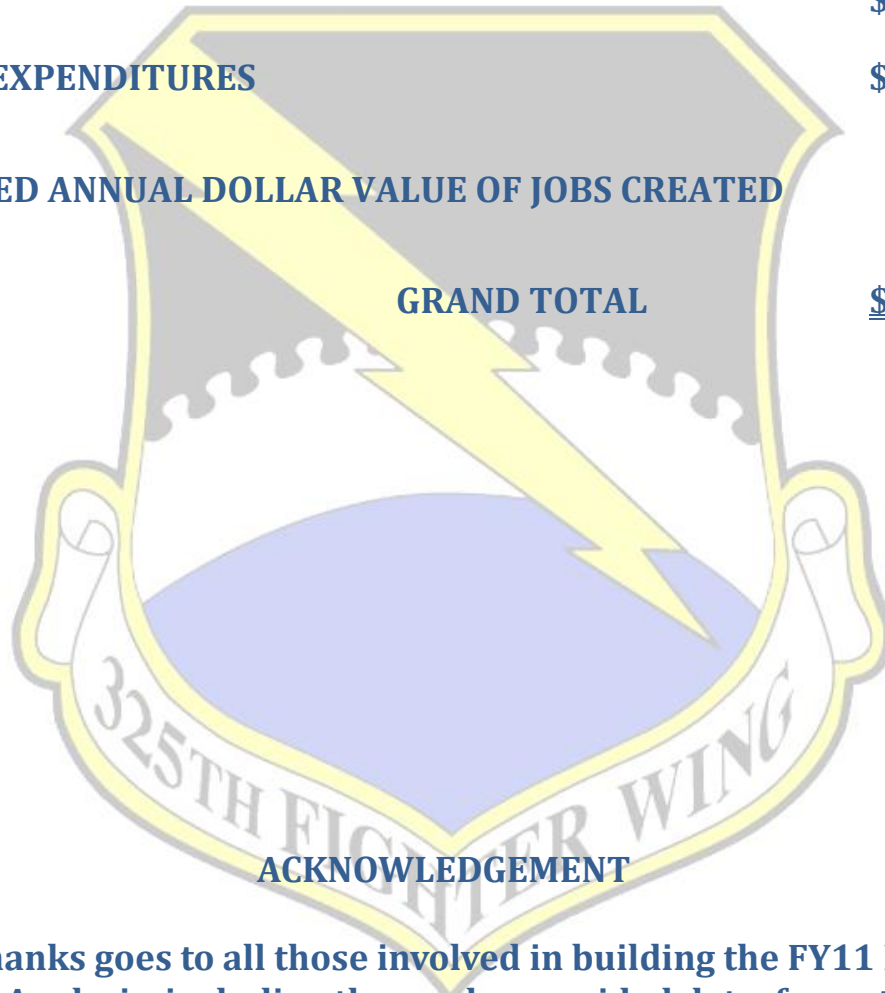 $
EXPENDITURES $
ED ANNUAL DOLLAR VALUE OF JOBS CREATED
GRAND TOTAL $
325TH FIGHTER WING
ACKNOWLEDGEMENT
hanks goes to all those involved in building the FY11